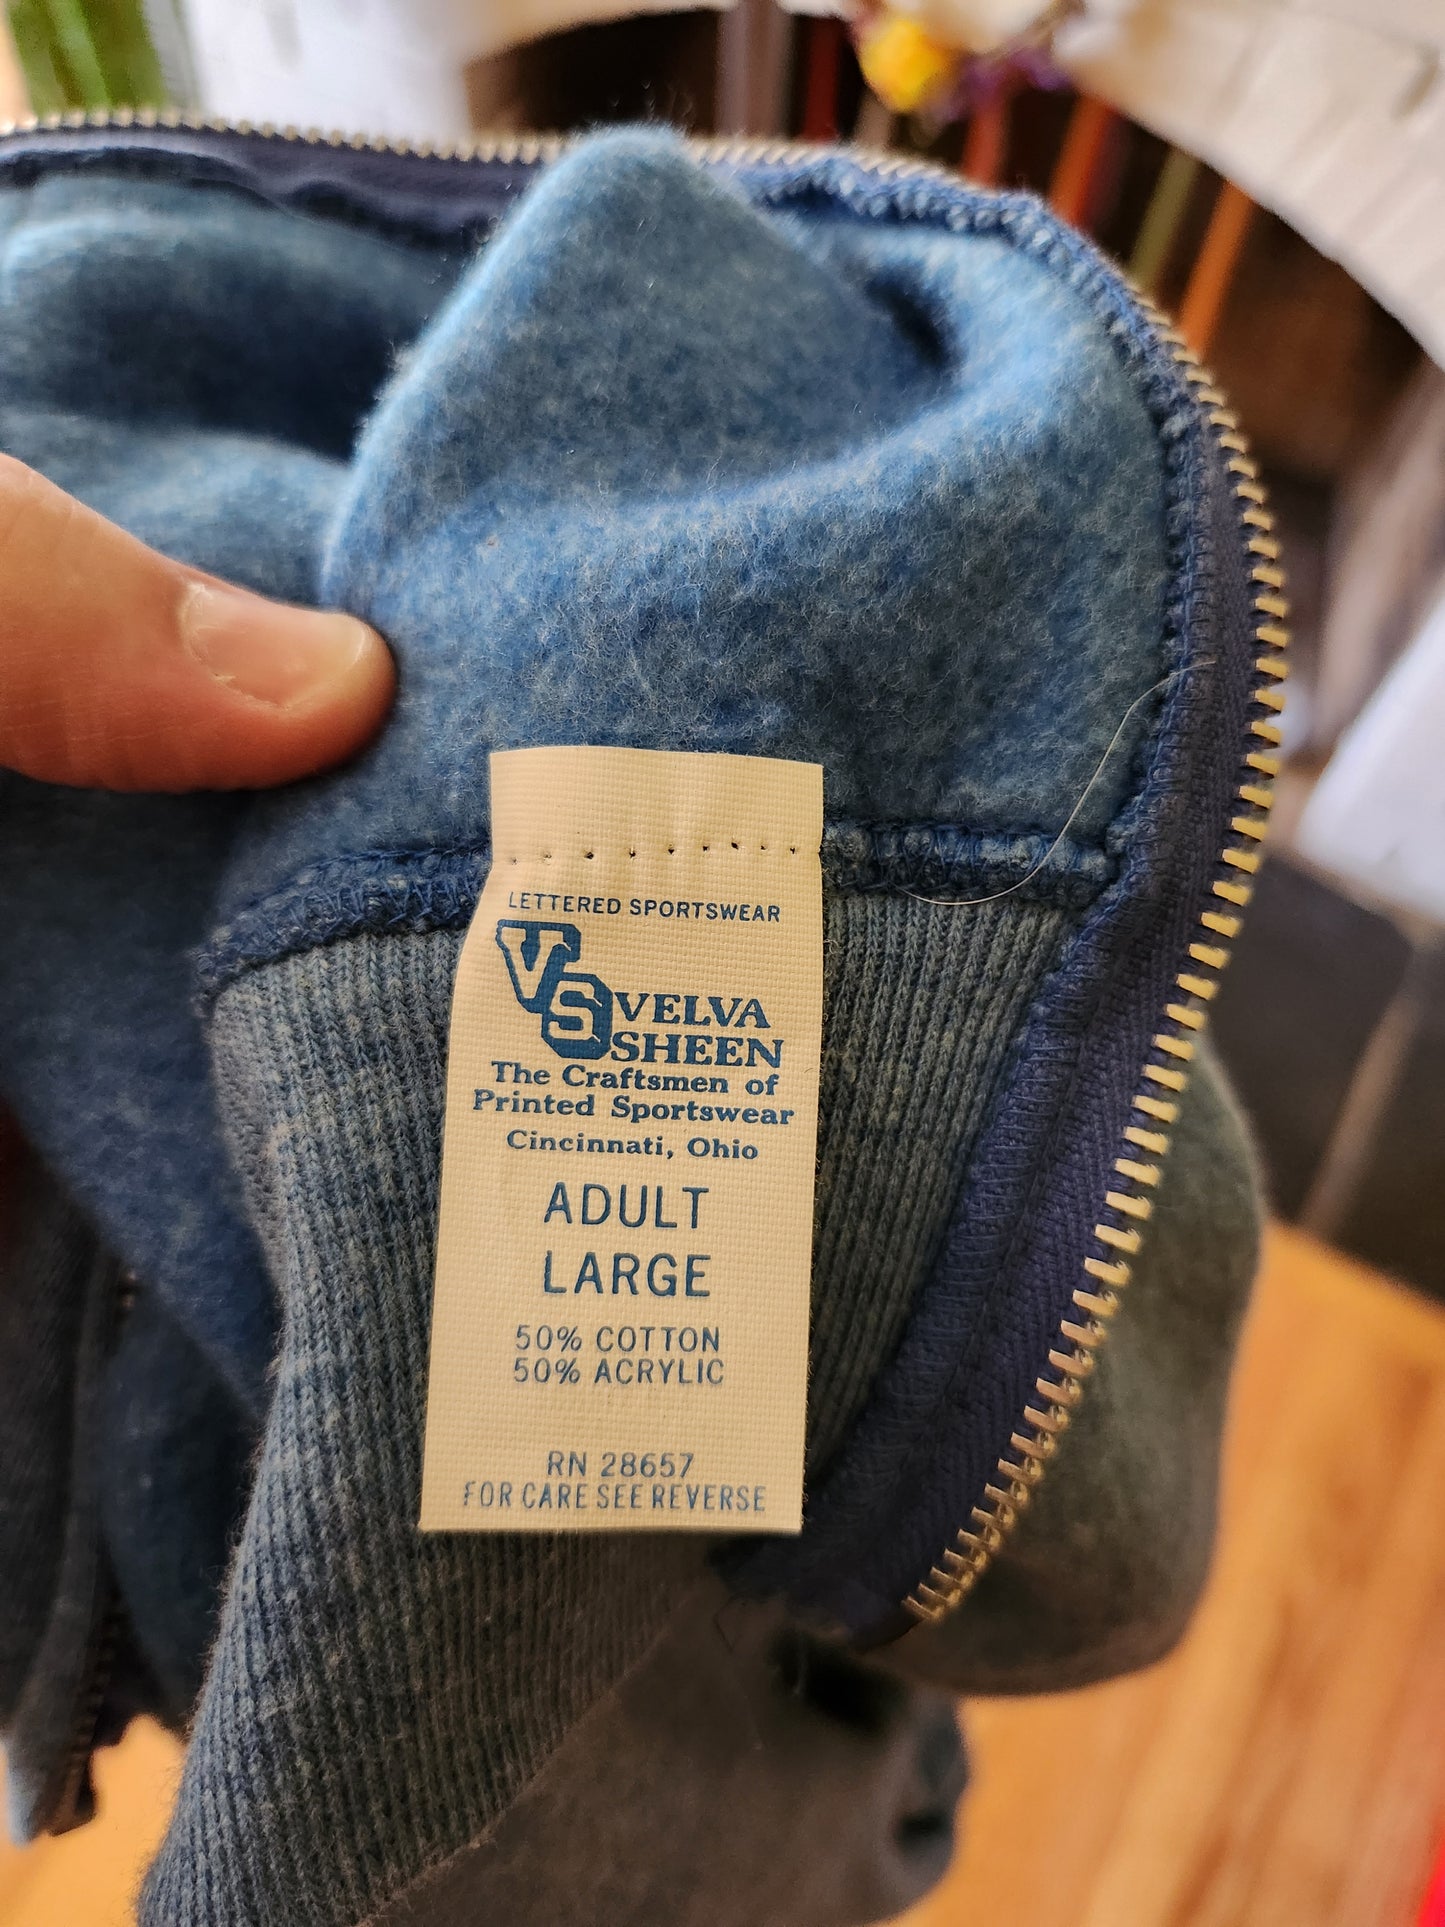 LETTERED SPORTSWEAR
VS VELVA
SHEEN
The Craftsmen of
Printed Sportswear
Cincinnati, Ohio
ADULT
LARGE
50% COTTON
50% ACRYLIC
RN 28657
FOR CARE SEE REVERSE